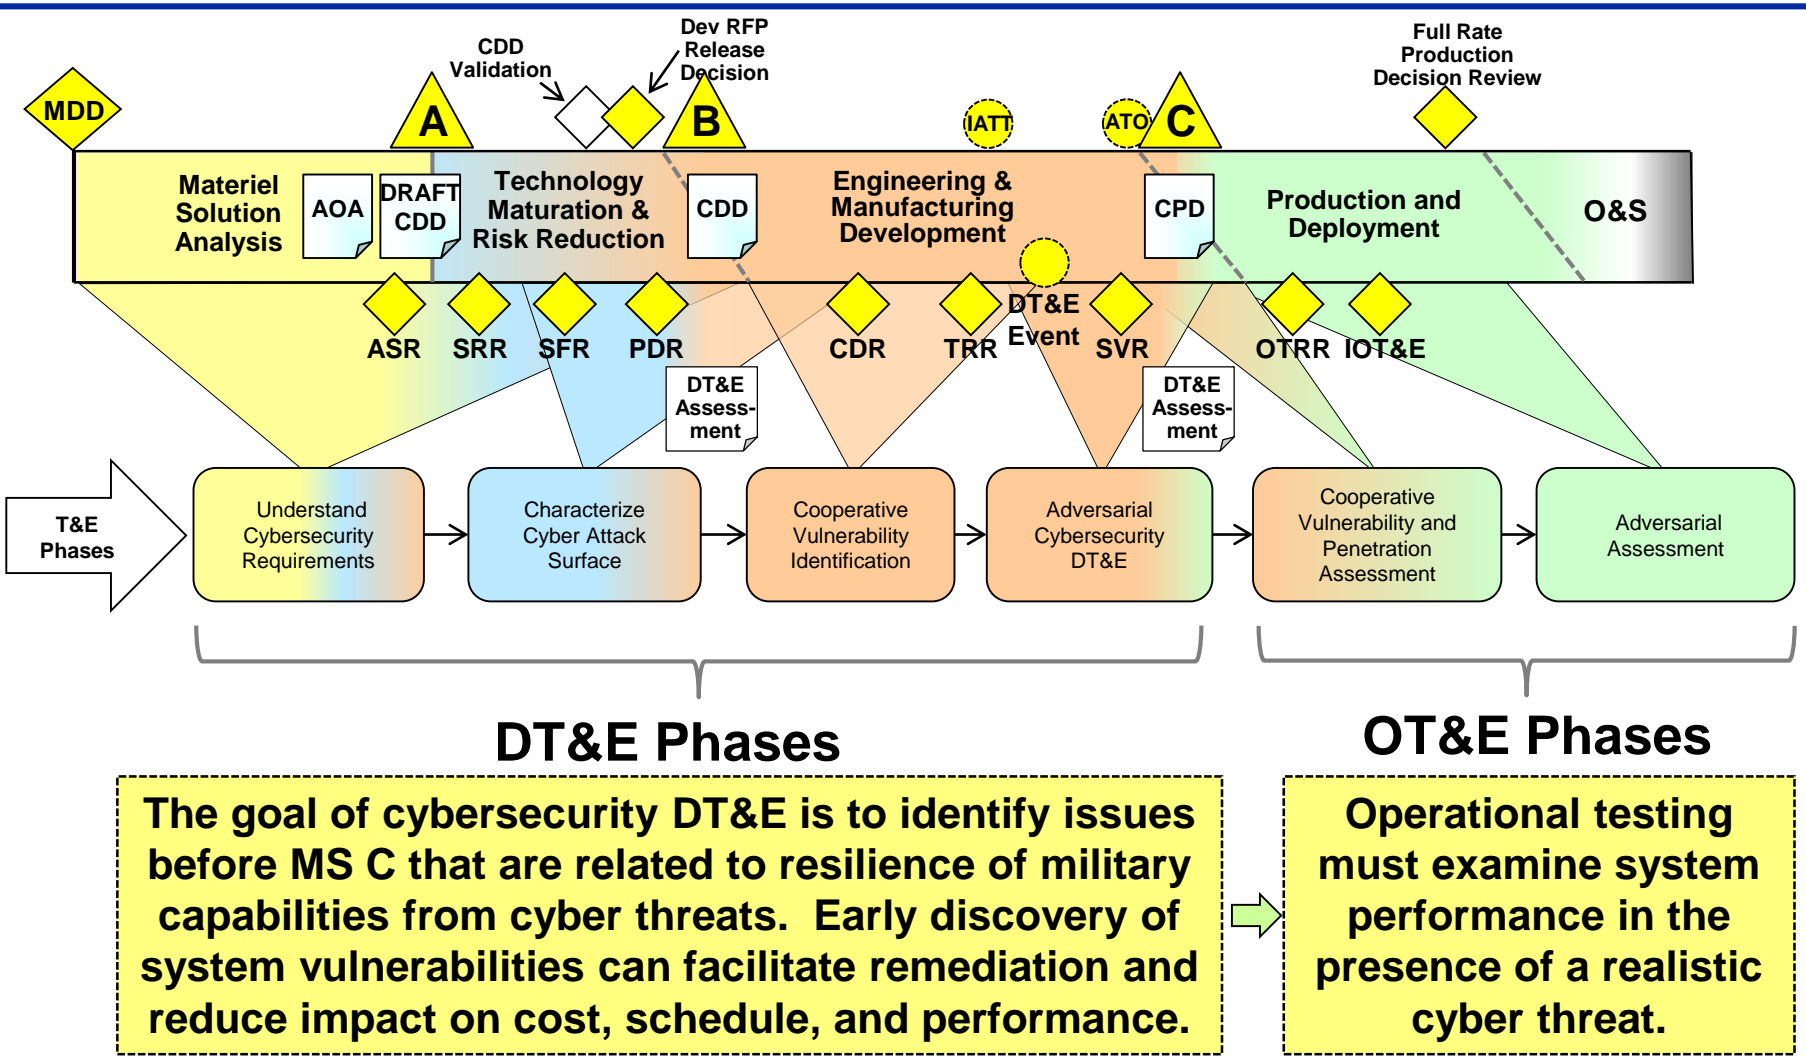 CDD
Validation
Dev RFP
Release
Decision
Full Rate
Production
Decision Review
MDD
A
B
IATT
ATO
C
Materiel
Solution
Analysis
AOA
DRAFT
CDD
Technology
Maturation &
Risk Reduction
CDD
Engineering &
Manufacturing
Development
CPD
Production and
Deployment
O&S
ASR
SRR
SFR
PDR
CDR
TRR
DT&E
Event
SVR
OTRR
IOT&E
DT&E
Assess-
ment
DT&E
Assess-
ment
T&E
Phases
Understand
Cybersecurity
Requirements
Characterize
Cyber Attack
Surface
Cooperative
Vulnerability
Identification
Adversarial
Cybersecurity
DT&E
Cooperative
Vulnerability and
Penetration
Assessment
Adversarial
Assessment
DT&E Phases
OT&E Phases
The goal of cybersecurity DT&E is to identify issues
before MS C that are related to resilience of military
capabilities from cyber threats.  Early discovery of
system vulnerabilities can facilitate remediation and
reduce impact on cost, schedule, and performance.
Operational testing
must examine system
performance in the
presence of a realistic
cyber threat.